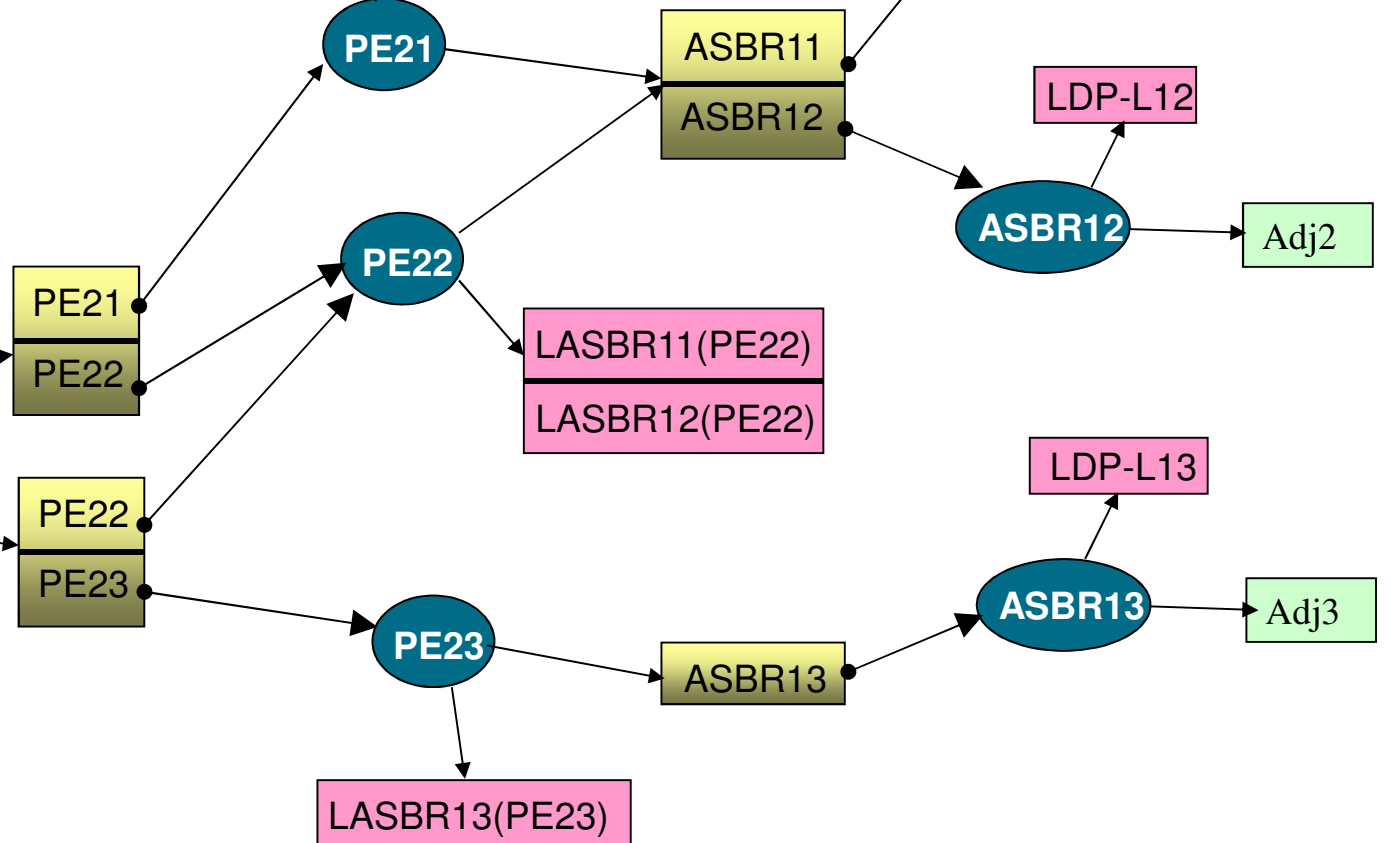 PE21
ASBR11
ASBR12
LDP-L12
ASBR12
Adj2
PE22
PE21
PE22
LASBR11(PE22)
LASBR12(PE22)
LDP-L13
PE22
PE23
ASBR13
Adj3
PE23
ASBR13
LASBR13(PE23)